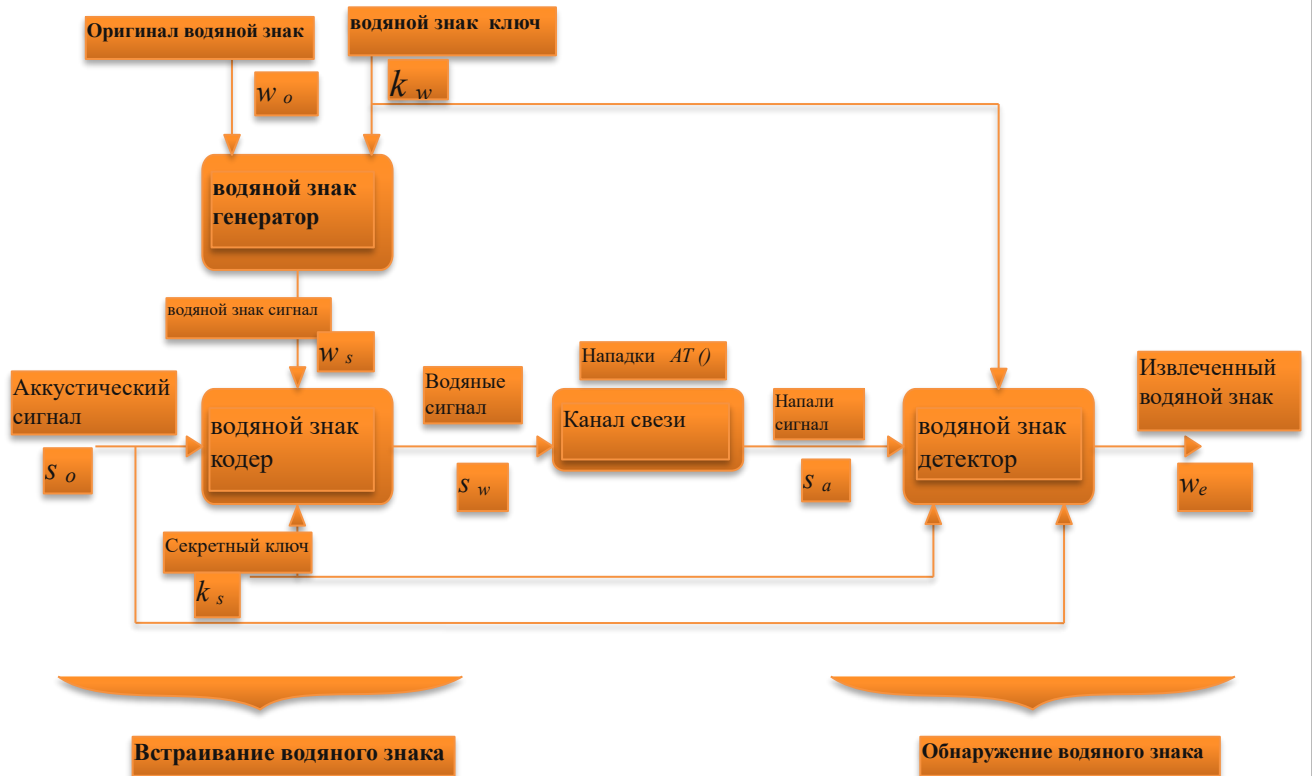 Оригинал водяной знак
водяной знак ключ
w o
k w
водяной знак
генератор
водяной знак сигнал
w s
Нападки AT ()
Аккустический
сигнал
Водяные
сигнал
Напали
сигнал
Извлеченный
водяной знак
водяной знак
кодер
Канал свези
водяной знак
детектор
s o
s w
s a
w e
Секретный ключ
k s
Встраивание водяного знака
Обнаружение водяного знака